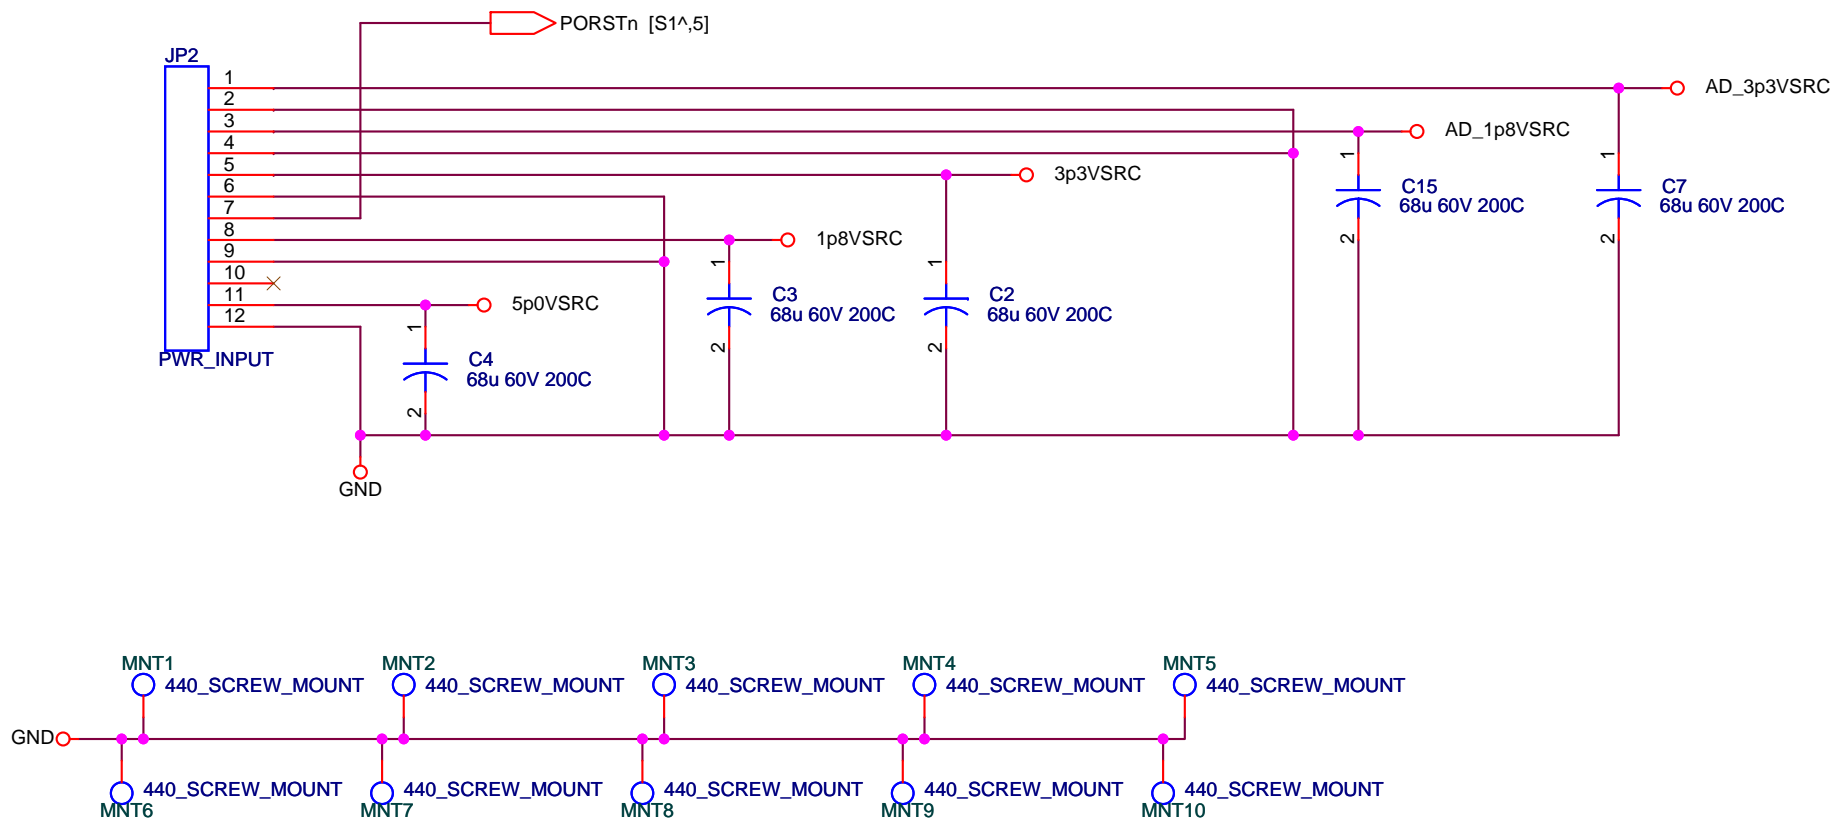 PORSTn [S1^,5]
JP2
1
AD_3p3VSRC
2
3
AD_1p8VSRC
4
1
1
5
3p3VSRC
6
C15
68u 60V 200C
C7
68u 60V 200C
7
8
1p8VSRC
2
2
9
1
1
10
11
5p0VSRC
C3
68u 60V 200C
C2
68u 60V 200C
12
1
2
2
PWR_INPUT
C4
68u 60V 200C
2
GND
MNT1
MNT2
MNT3
MNT4
MNT5
440_SCREW_MOUNT
440_SCREW_MOUNT
440_SCREW_MOUNT
440_SCREW_MOUNT
440_SCREW_MOUNT
GND
440_SCREW_MOUNT
440_SCREW_MOUNT
440_SCREW_MOUNT
440_SCREW_MOUNT
440_SCREW_MOUNT
MNT6
MNT7
MNT8
MNT9
MNT10